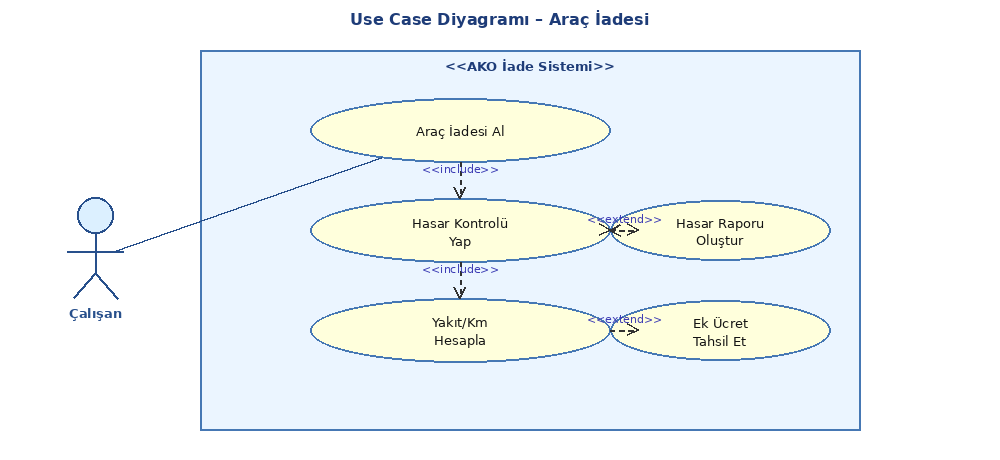 Use Case Diyagramı – Araç İadesi
<<AKO İade Sistemi>>
Araç İadesi Al
<<include>>
Hasar Kontrolü
Yap
<<extend>>
Hasar Raporu
Oluştur
<<include>>
Yakıt/Km
Hesapla
<<extend>>
Ek Ücret
Tahsil Et
Çalışan